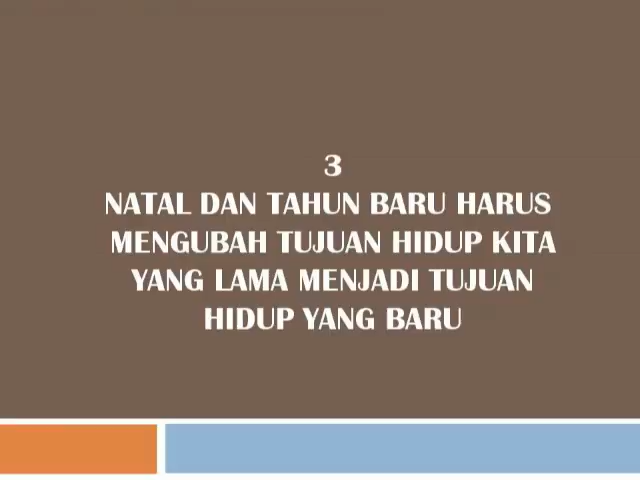 3
NATAL DAN TAHUN BARU HARUS
MENGUBAH TUJUAN HIDUP KITA
YANG LAMA MENJADI TUJUAN
HIDUP YANG BARU